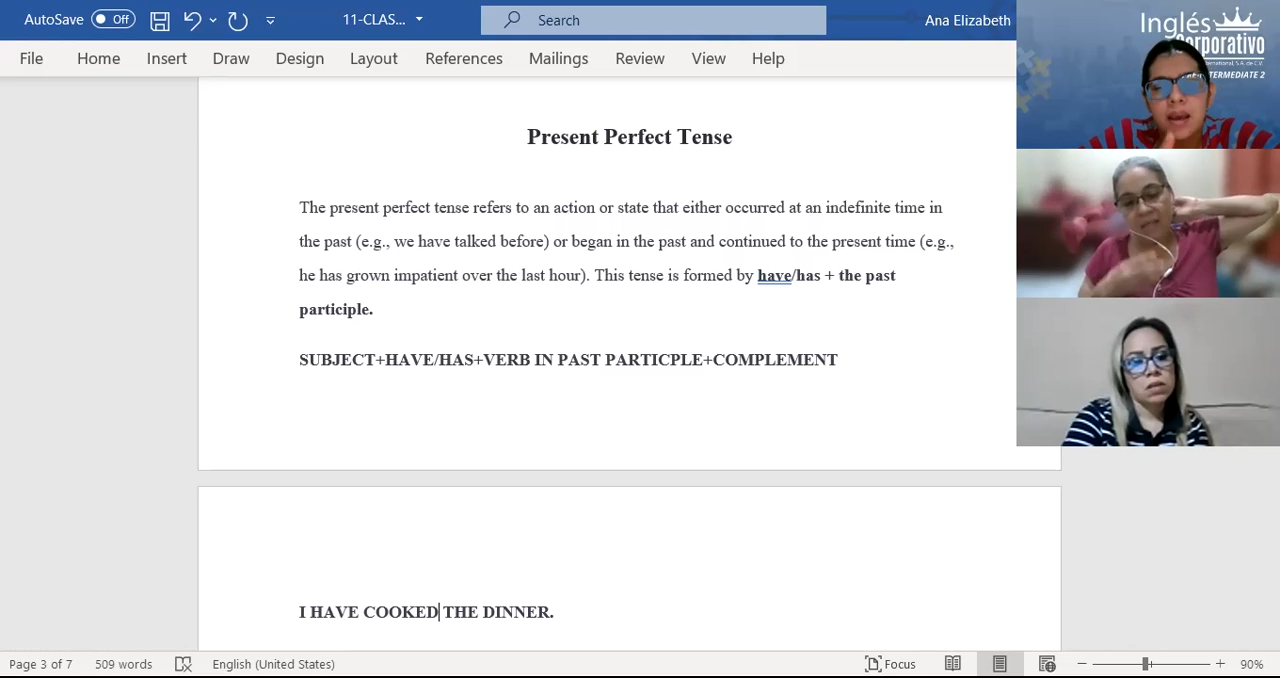 AutoSave Off 11-CLAS... Search Ana Elizabeth
File Home Insert Draw Design Layout References Mailings Review View Help
Inglés
Corporativo
International, S.A. de C.V.
INTERMEDIATE 2
Present Perfect Tense
The present perfect tense refers to an action or state that either occurred at an indefinite time in
the past (e.g., we have talked before) or began in the past and continued to the present time (e.g.,
he has grown impatient over the last hour). This tense is formed by have/has + the past
participle.
SUBJECT+HAVE/HAS+VERB IN PAST PARTICPLE+COMPLEMENT
I HAVE COOKED THE DINNER.
Page 3 of 7 509 words English (United States) Focus 90%